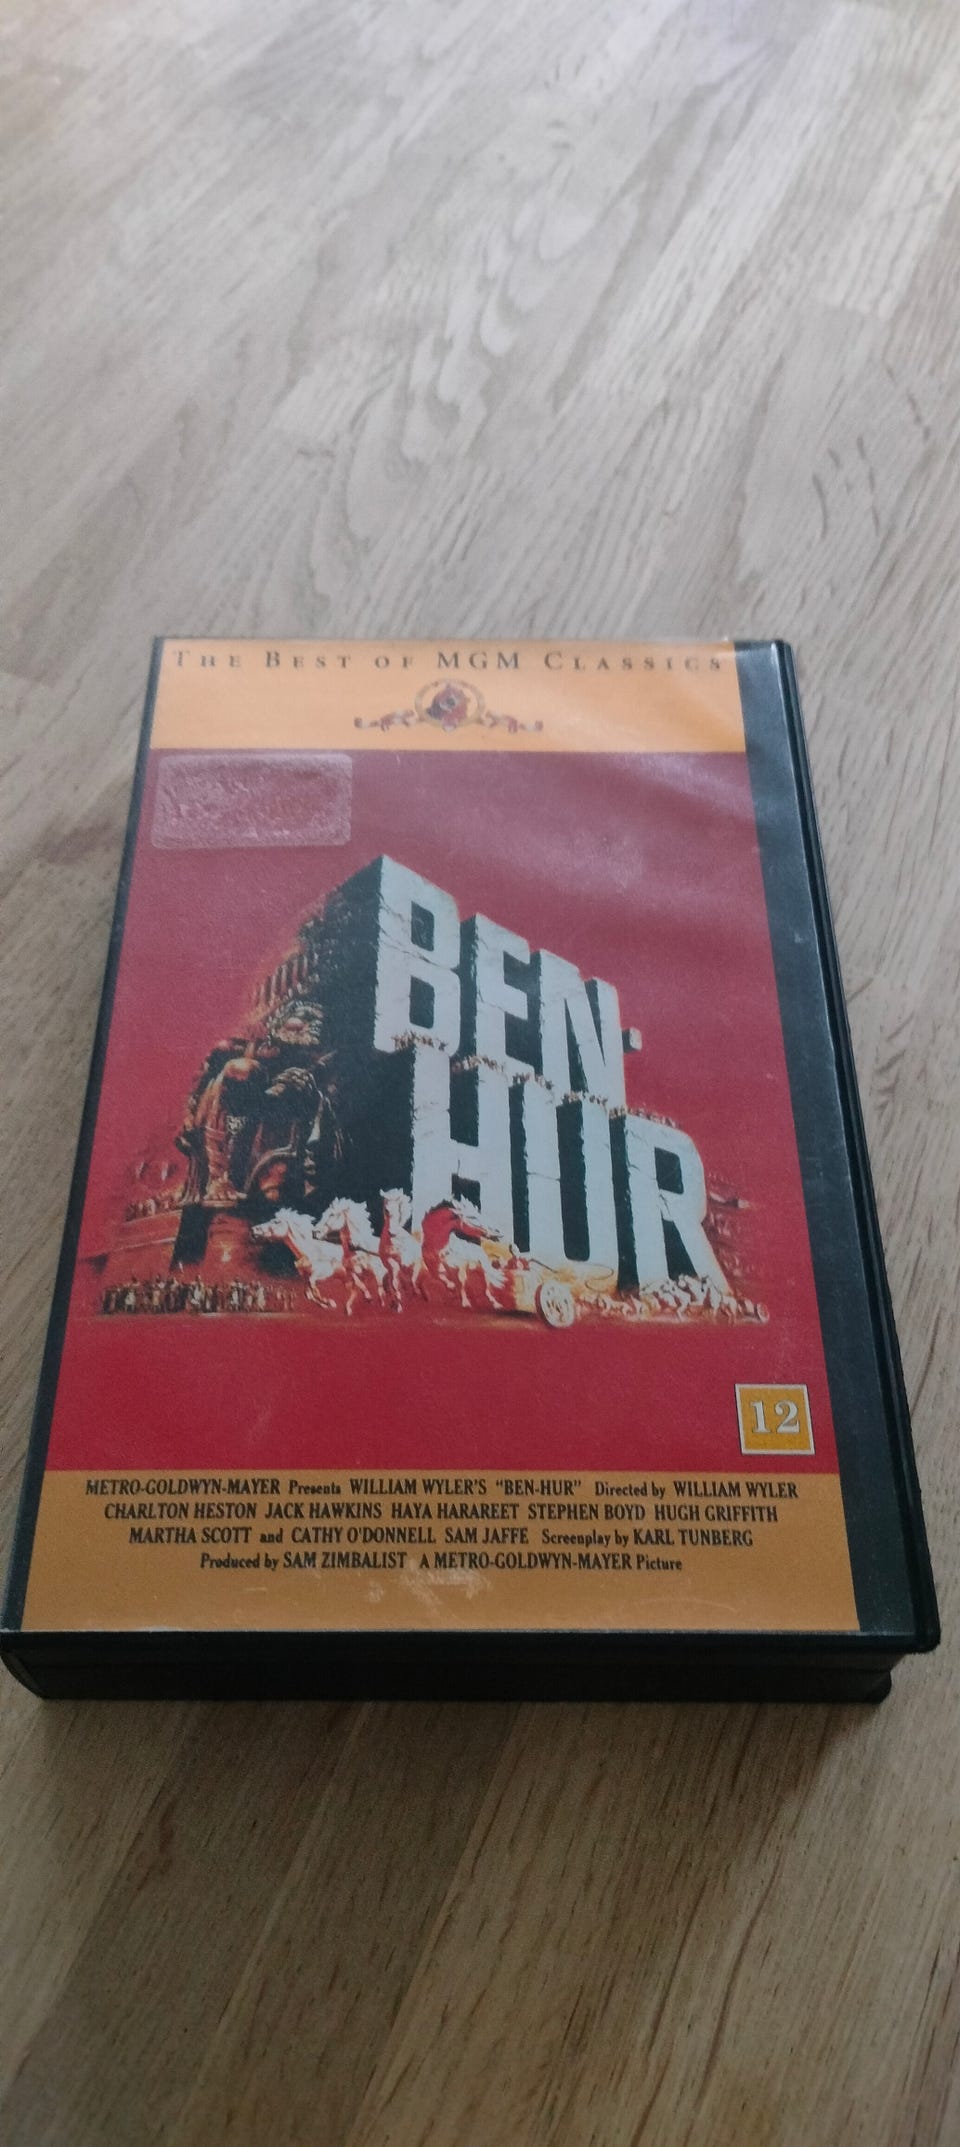 THE BEST OF MGM CLASSICS
BEN-
HUR
12
METRO-GOLDWYN-MAYER Presents WILLIAM WYLER'S "BEN-HUR" Directed by WILLIAM WYLER
CHARLTON HESTON JACK HAWKINS HAYA HARAREET STEPHEN BOYD HUGH GRIFFITH
MARTHA SCOTT and CATHY O'DONNELL SAM JAFFE Screenplay by KARL TUNBERG
Produced by SAM ZIMBALIST A METRO-GOLDWYN-MAYER Picture